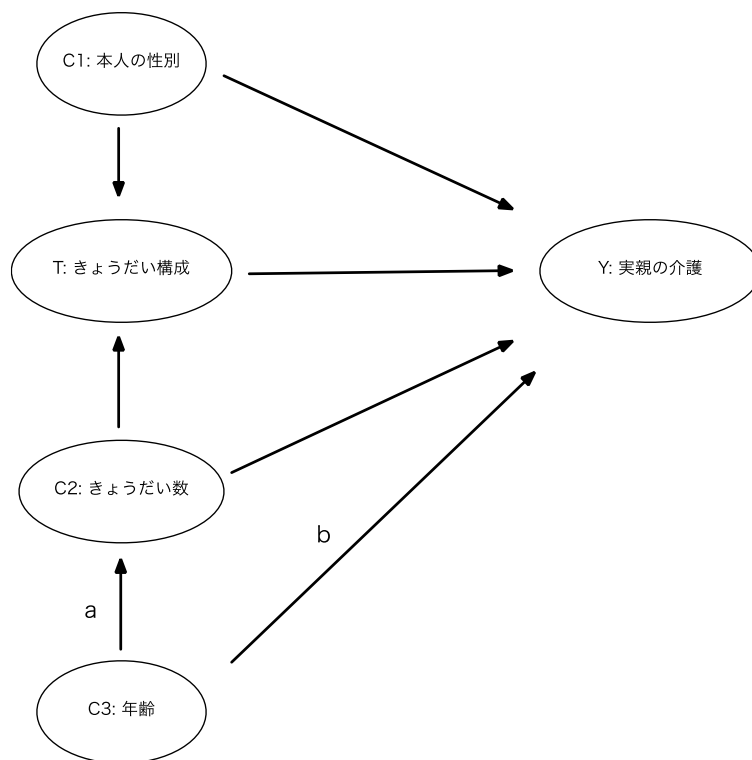 C1: 本人の性別
T: きょうだい構成
Y: 実親の介護
C2: きょうだい数
b
a
C3: 年齢